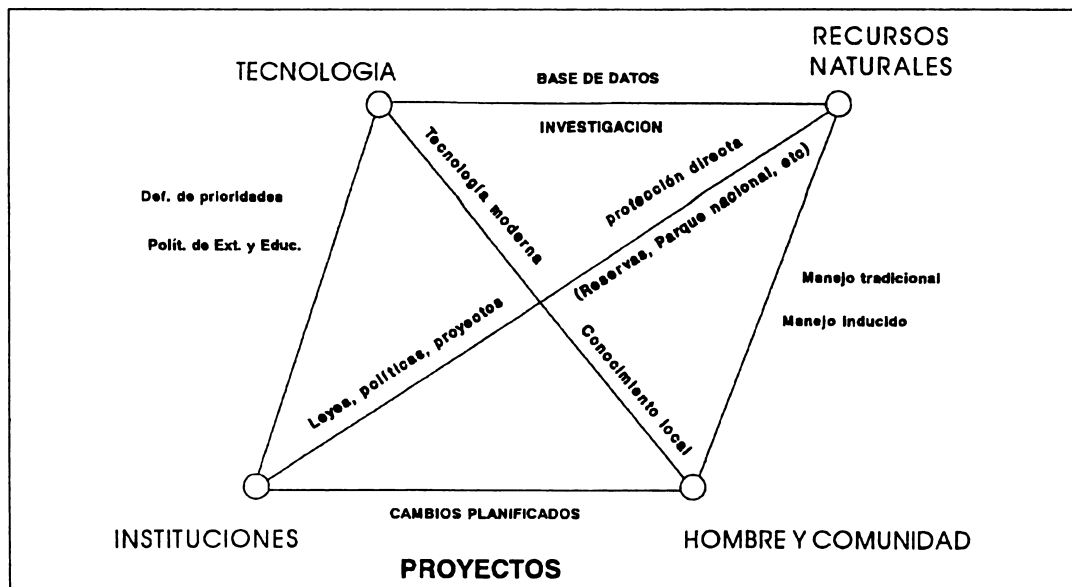 RECURSOS
NATURALES
TECNOLOGIA
BASE DE DATOS
INVESTIGACION
Tecnología moderna
protección directa
(Reservas, Parque nacional, etc)
Def. de prioridades
Polít. de Ext. y Educ.
Manejo tradicional
Manejo inducido
Leyes, políticas, proyectos
Conocimiento local
CAMBIOS PLANIFICADOS
INSTITUCIONES
HOMBRE Y COMUNIDAD
PROYECTOS